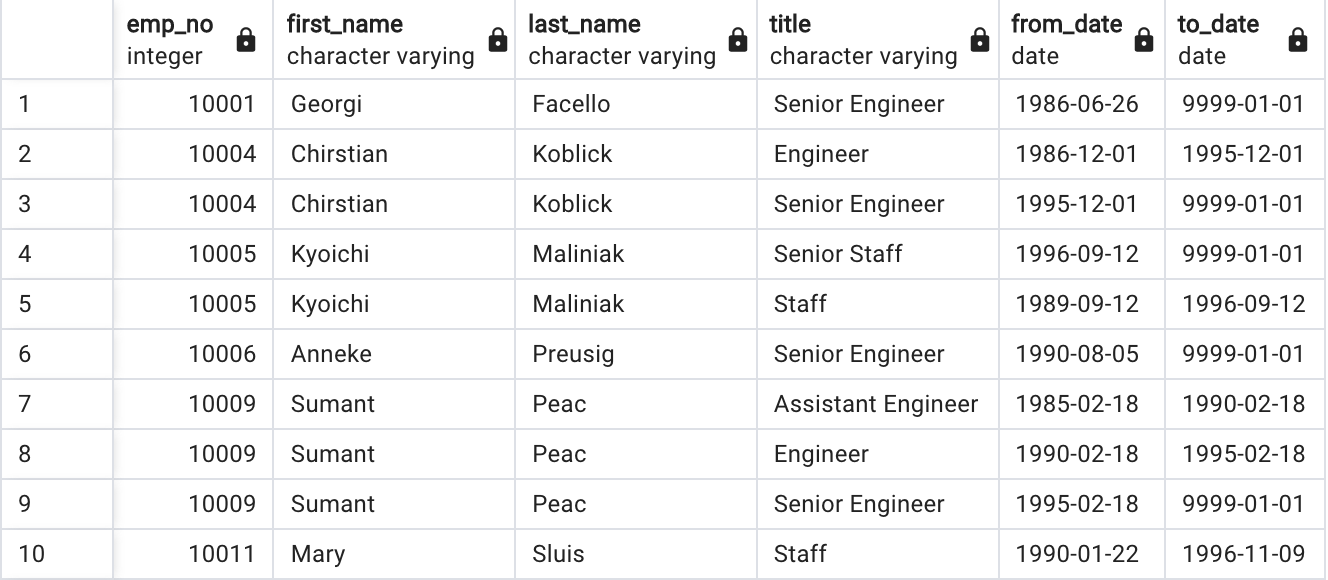 emp_no first_name last_name title from_date to_date
integer character varying character varying character varying date date
1 10001 Georgi Facello Senior Engineer 1986-06-26 9999-01-01
2 10004 Chirstian Koblick Engineer 1986-12-01 1995-12-01
3 10004 Chirstian Koblick Senior Engineer 1995-12-01 9999-01-01
4 10005 Kyoichi Maliniak Senior Staff 1996-09-12 9999-01-01
5 10005 Kyoichi Maliniak Staff 1989-09-12 1996-09-12
6 10006 Anneke Preusig Senior Engineer 1990-08-05 9999-01-01
7 10009 Sumant Peac Assistant Engineer 1985-02-18 1990-02-18
8 10009 Sumant Peac Engineer 1990-02-18 1995-02-18
9 10009 Sumant Peac Senior Engineer 1995-02-18 9999-01-01
10 10011 Mary Sluis Staff 1990-01-22 1996-11-09